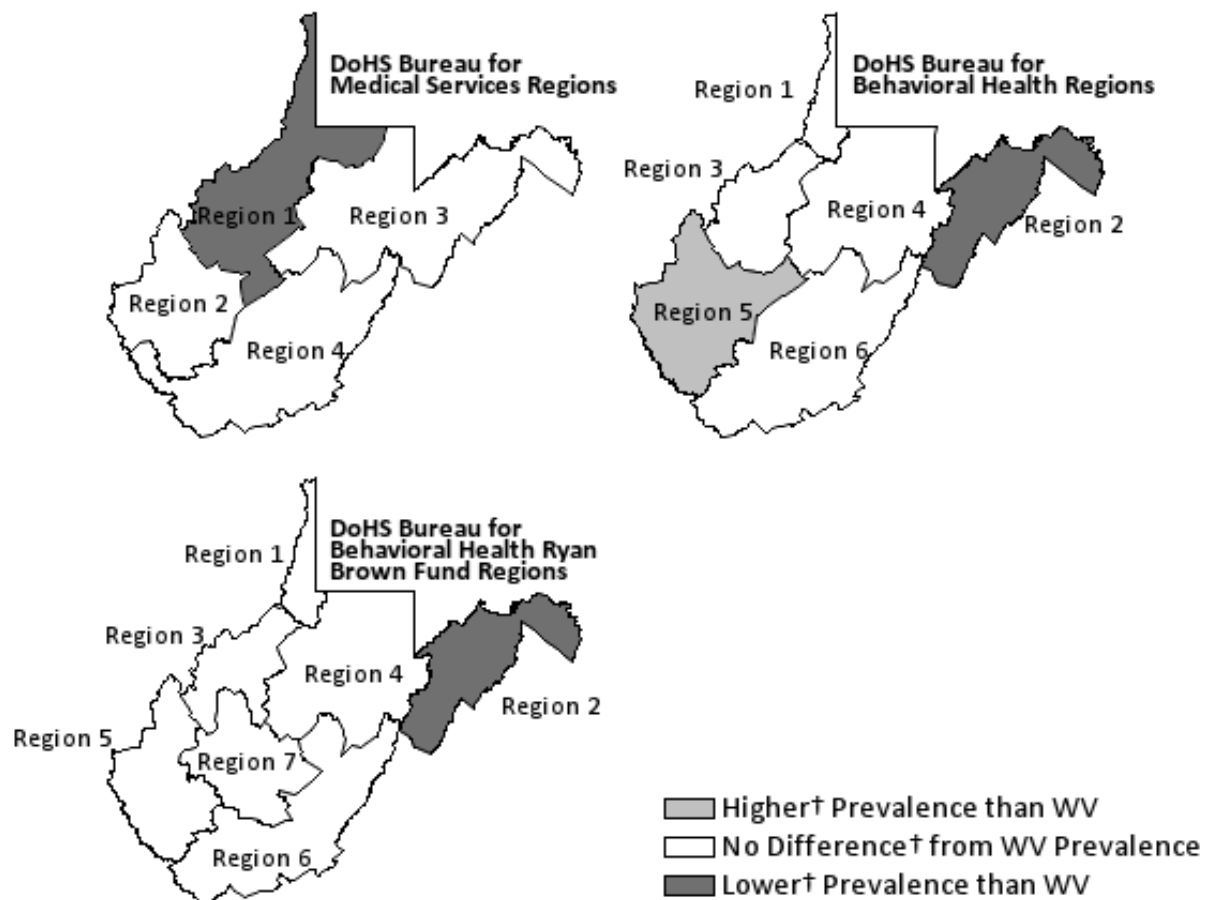 DoHS Bureau for
Medical Services Regions
Region 1
Region 3
Region 2
Region 4
DoHS Bureau for
Behavioral Health Regions
Region 1
Region 3
Region 4
Region 2
Region 5
Region 6
DoHS Bureau for
Behavioral Health Ryan
Brown Fund Regions
Region 1
Region 3
Region 4
Region 2
Region 5
Region 7
Region 6
Higher† Prevalence than WV
No Difference† from WV Prevalence
Lower† Prevalence than WV